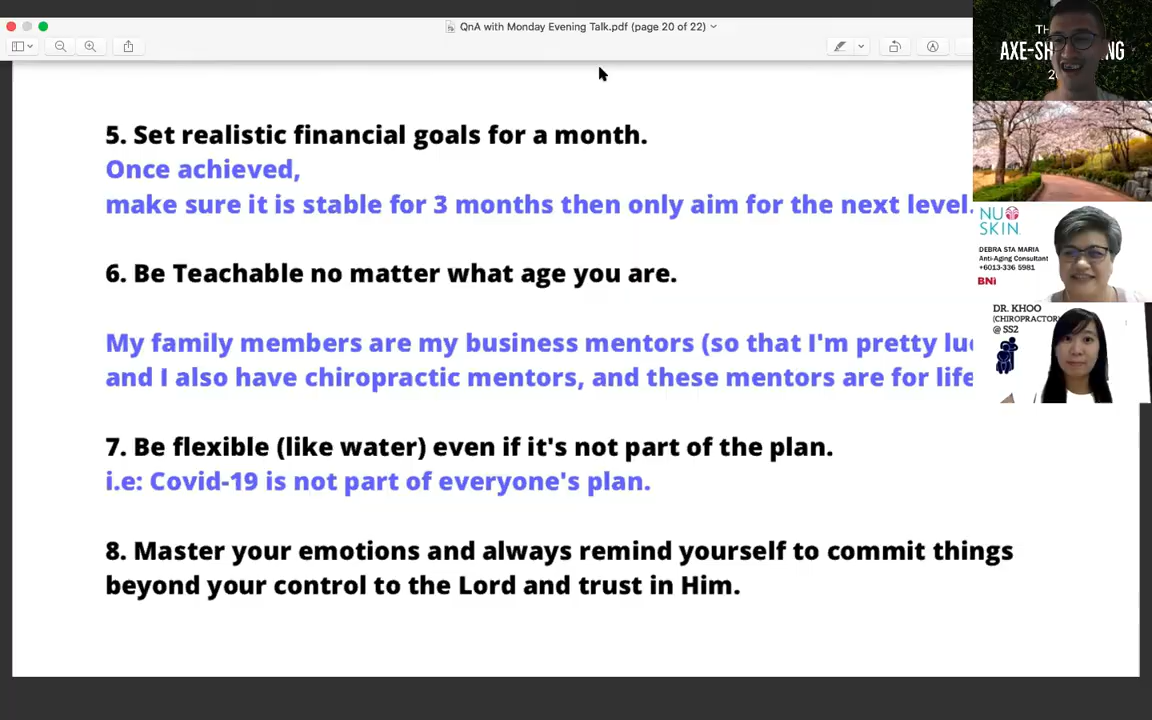 QnA with Monday Evening Talk.pdf (page 20 of 22)
5. Set realistic financial goals for a month.
Once achieved,
make sure it is stable for 3 months then only aim for the next level.
6. Be Teachable no matter what age you are.
My family members are my business mentors (so that I'm pretty
and I also have chiropractic mentors, and these mentors are for life
7. Be flexible (like water) even if it's not part of the plan.
i.e: Covid-19 is not part of everyone's plan.
8. Master your emotions and always remind yourself to commit things
beyond your control to the Lord and trust in Him.
NU
SKIN
DEBRA STA MARIA
Anti-Aging Consultant
+6013-336 5981
BNI
DR. KHOO
(CHIROPRACTOR)
@ SS2